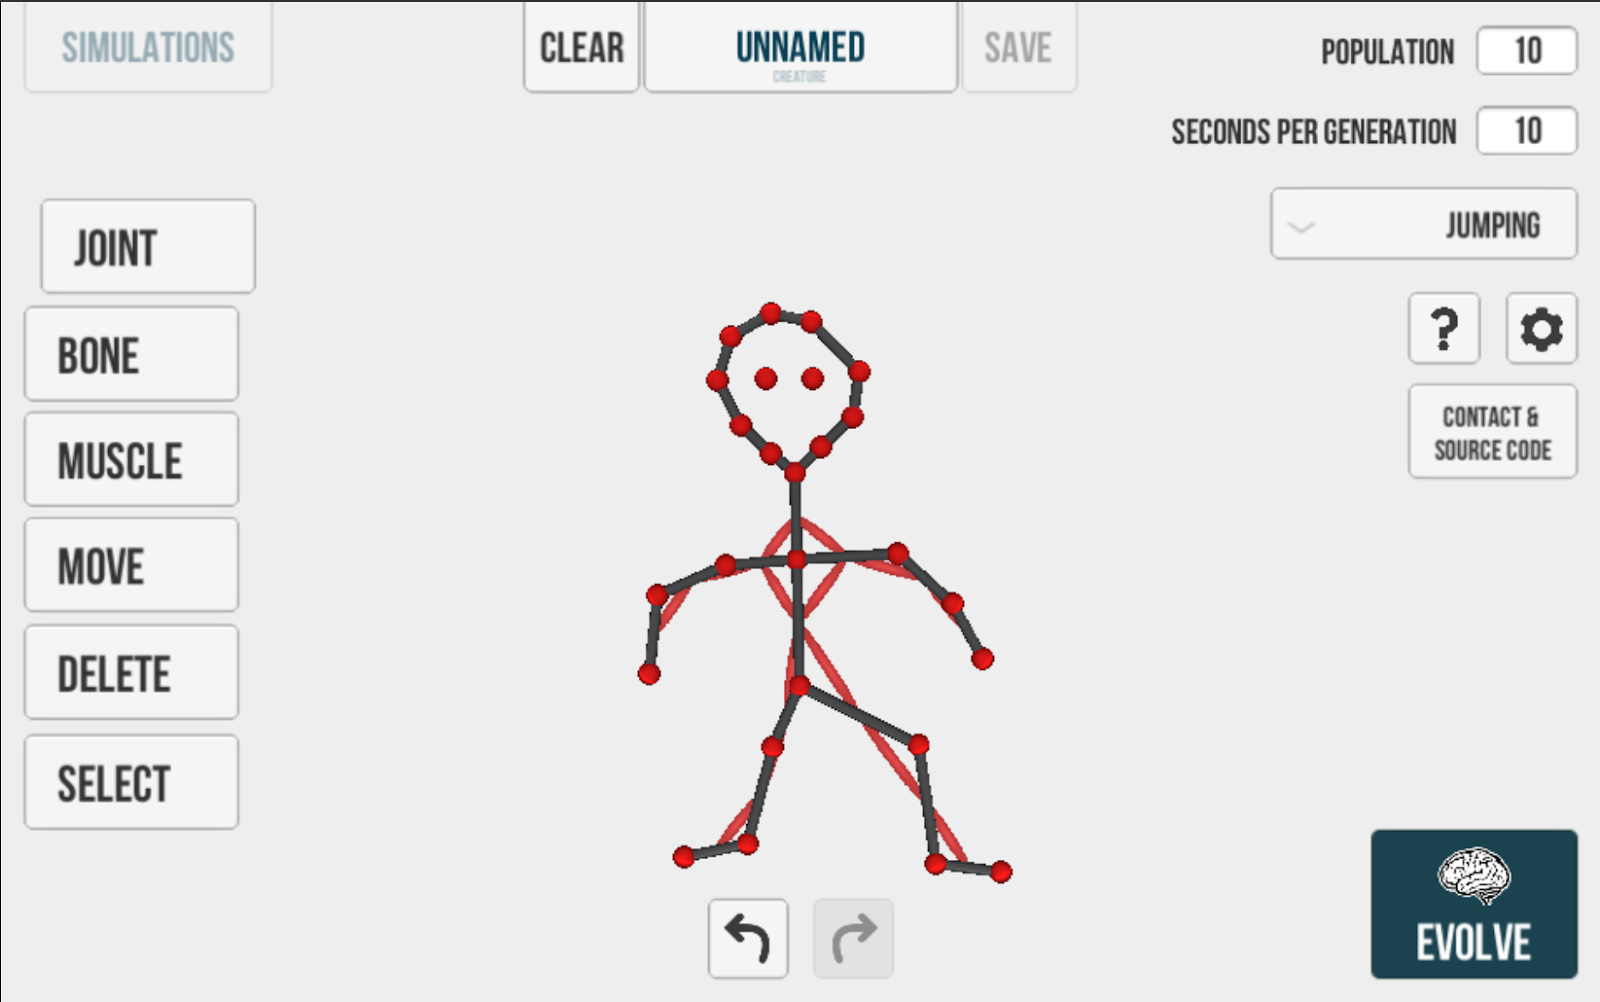 SIMULATIONS
CLEAR
UNNAMED
CREATURE
SAVE
POPULATION 10
SECONDS PER GENERATION 10
JUMPING
JOINT
BONE
MUSCLE
MOVE
DELETE
SELECT
?
CONTACT &
SOURCE CODE
EVOLVE